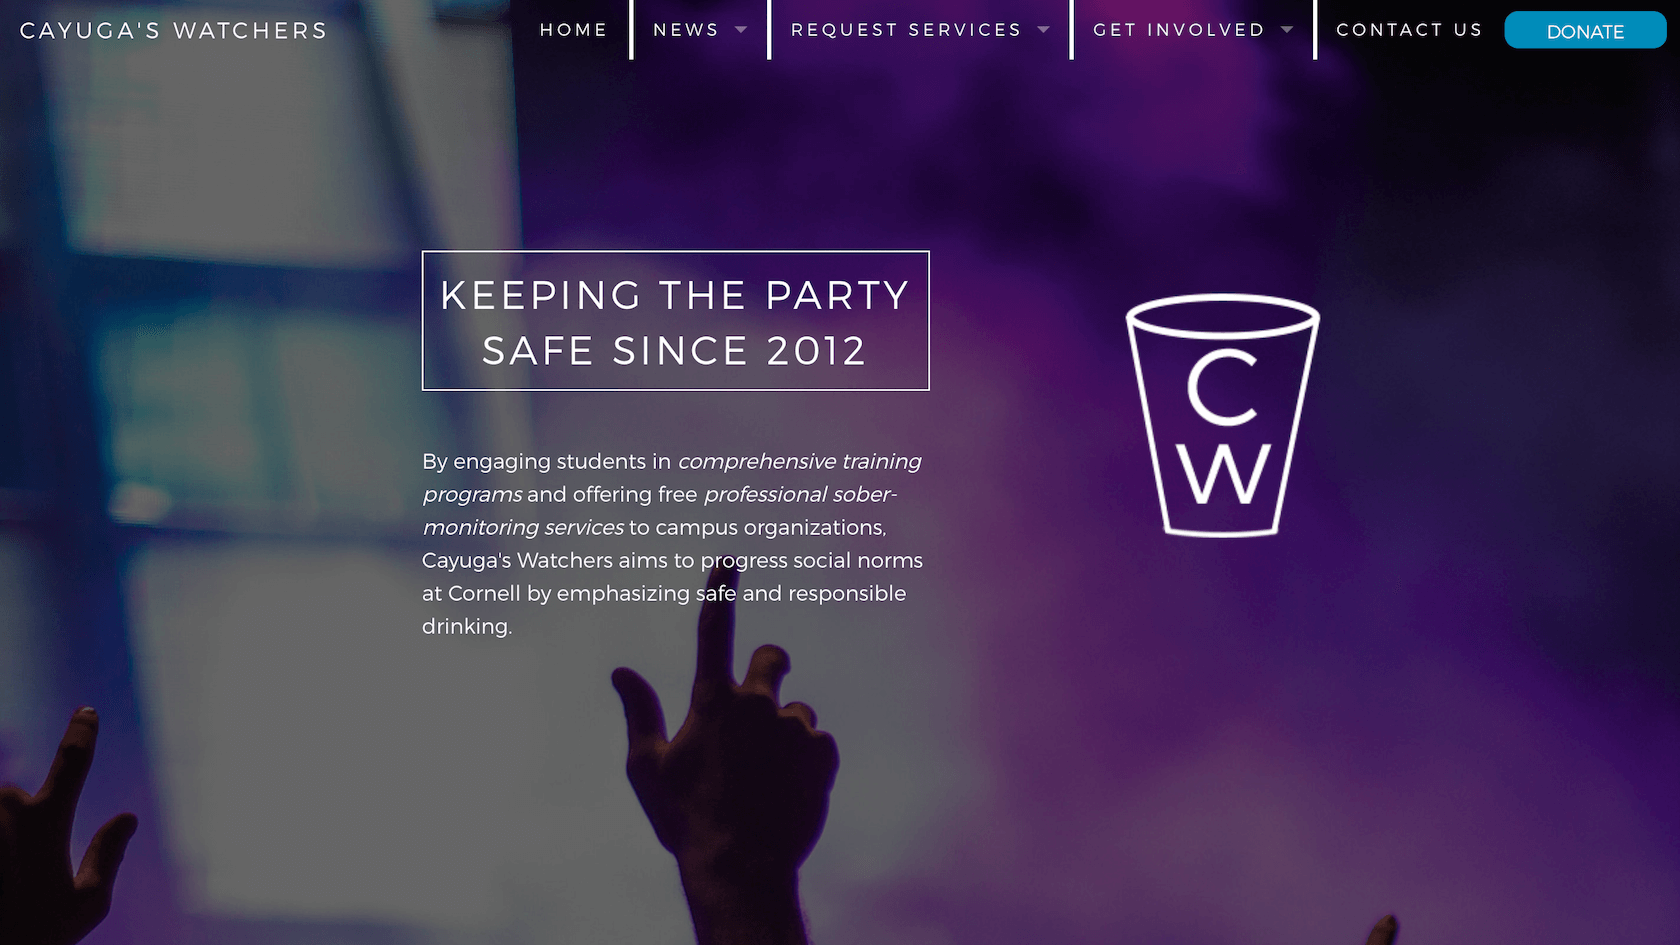 CAYUGA'S WATCHERS
HOME NEWS REQUEST SERVICES GET INVOLVED CONTACT US DONATE
KEEPING THE PARTY
SAFE SINCE 2012
By engaging students in comprehensive training
programs and offering free professional sober-
monitoring services to campus organizations,
Cayuga's Watchers aims to progress social norms
at Cornell by emphasizing safe and responsible
drinking.
C
W